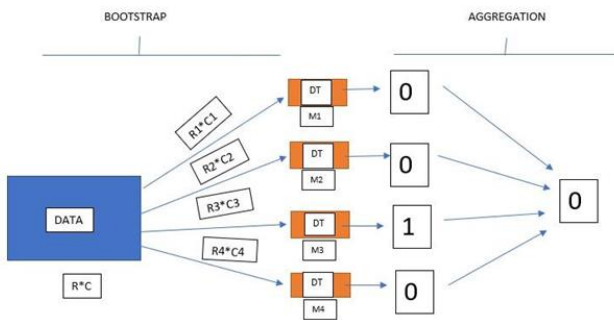 BOOTSTRAP
AGGREGATION
DT
M1
0
R1*C1
DT
M2
0
R2*C2
DATA
R*C
R3*C3
DT
M3
1
R4*C4
DT
M4
0
0